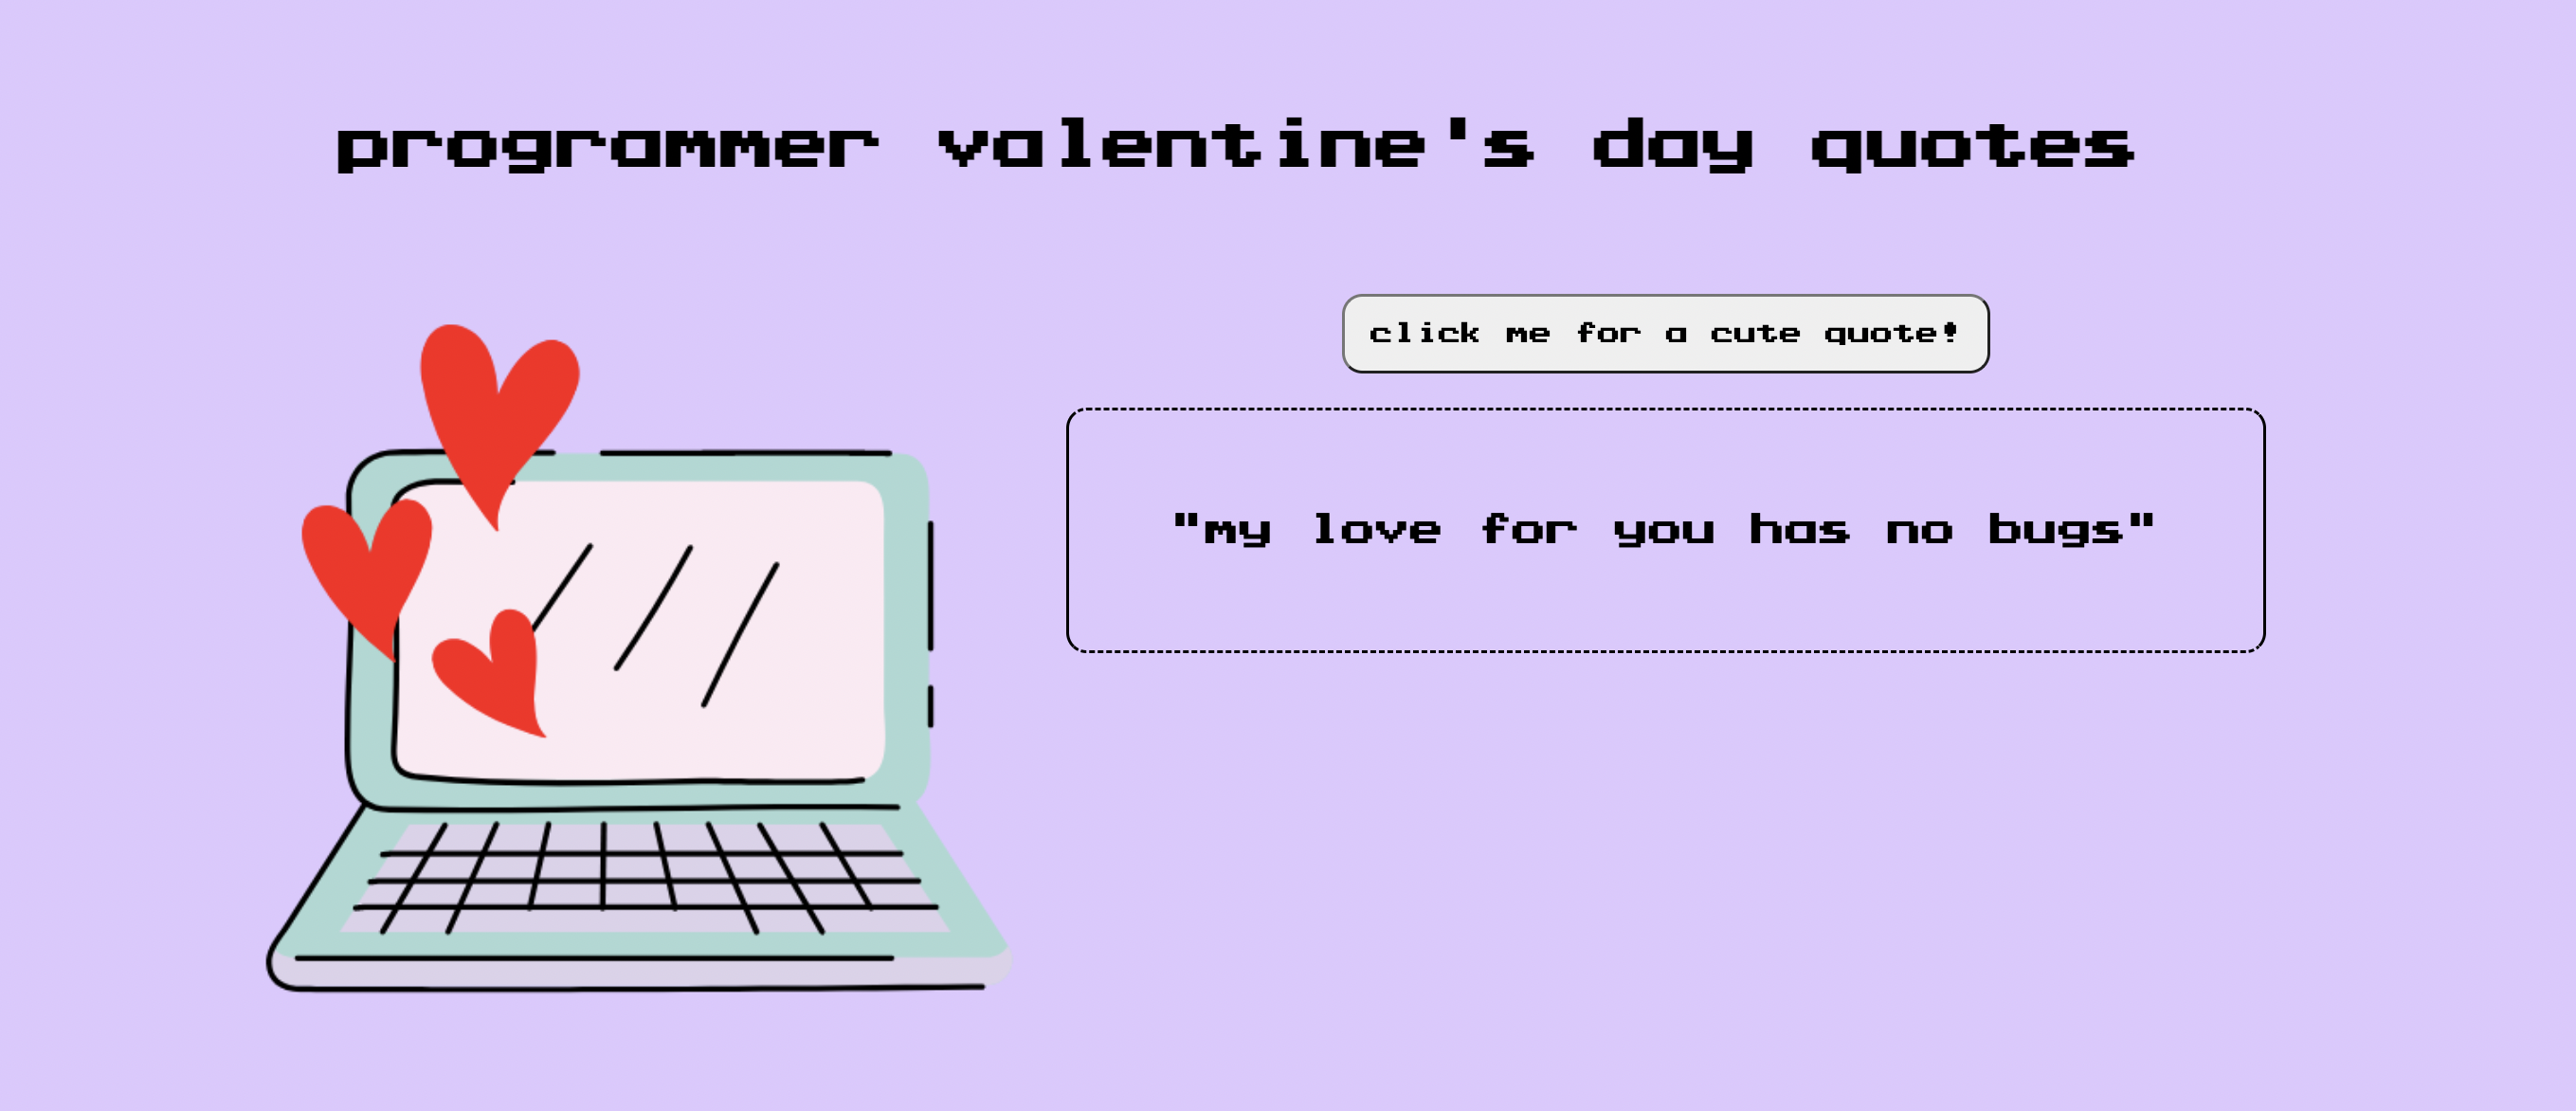 programmer valentine's day quotes
click me for a cute quote!
"my love for you has no bugs"